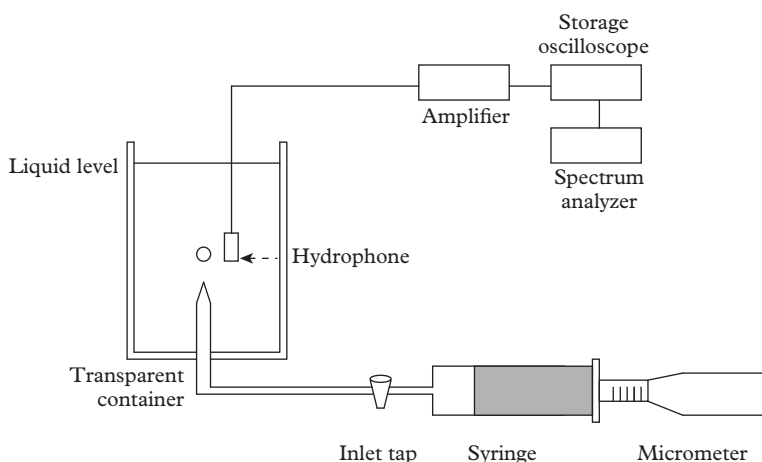 Storage
oscilloscope
Amplifier
Liquid level
Spectrum
analyzer
Hydrophone
Transparent
container
Inlet tap
Syringe
Micrometer